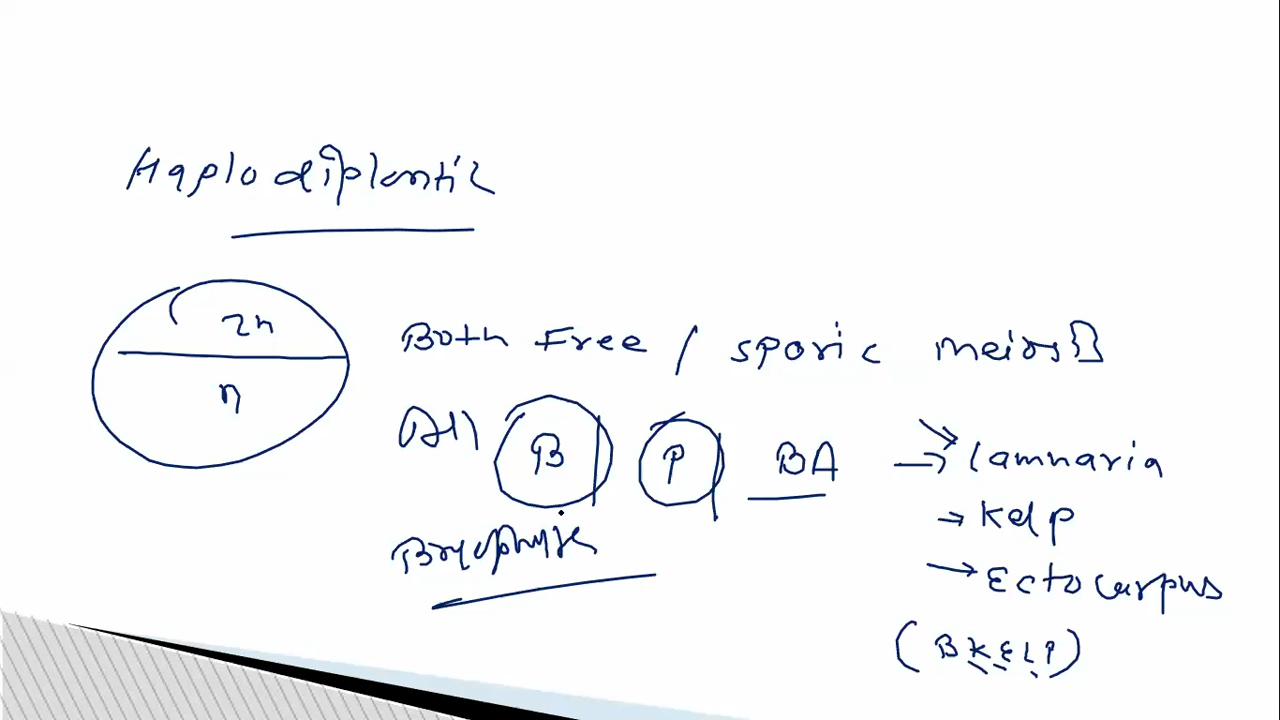 Haplodiplontic
2n
n
Both Free / sporic meiosis
All B P BA → Lamnaria
→ Kelp
Bryophyte
→ Ectocarpus
(BKELP)